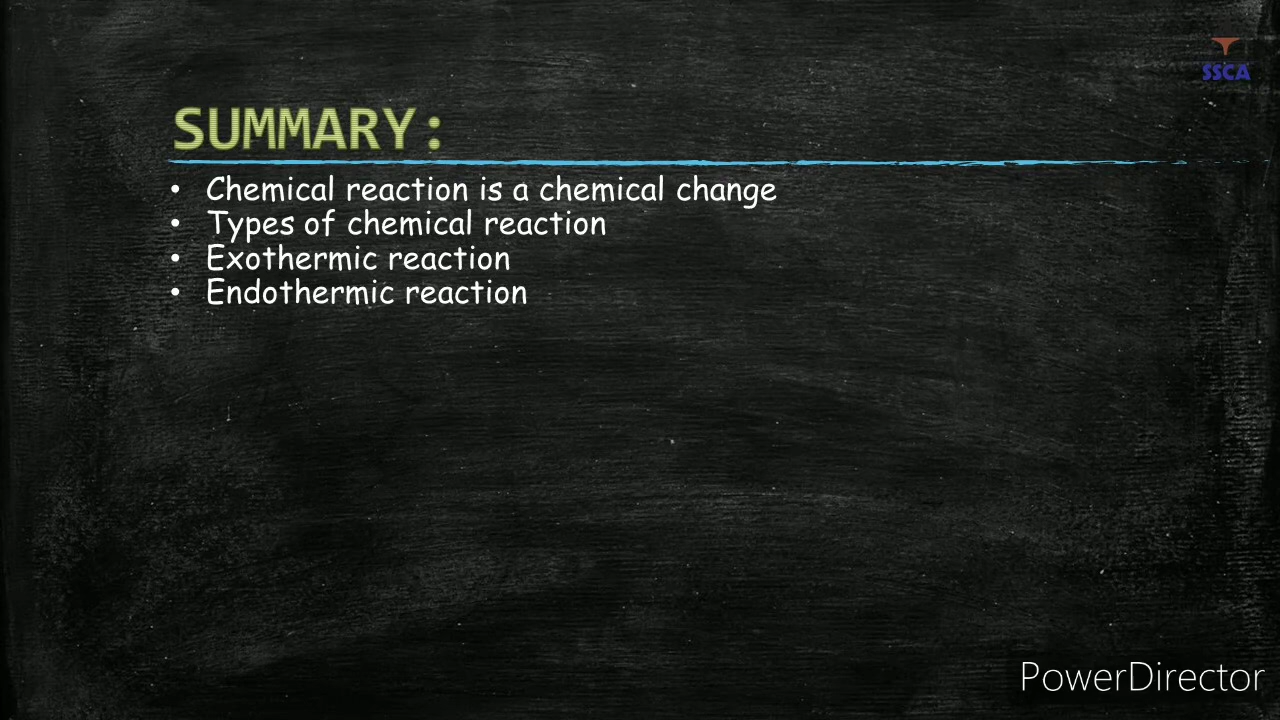 SSCA
SUMMARY:
• Chemical reaction is a chemical change
• Types of chemical reaction
• Exothermic reaction
• Endothermic reaction
PowerDirector